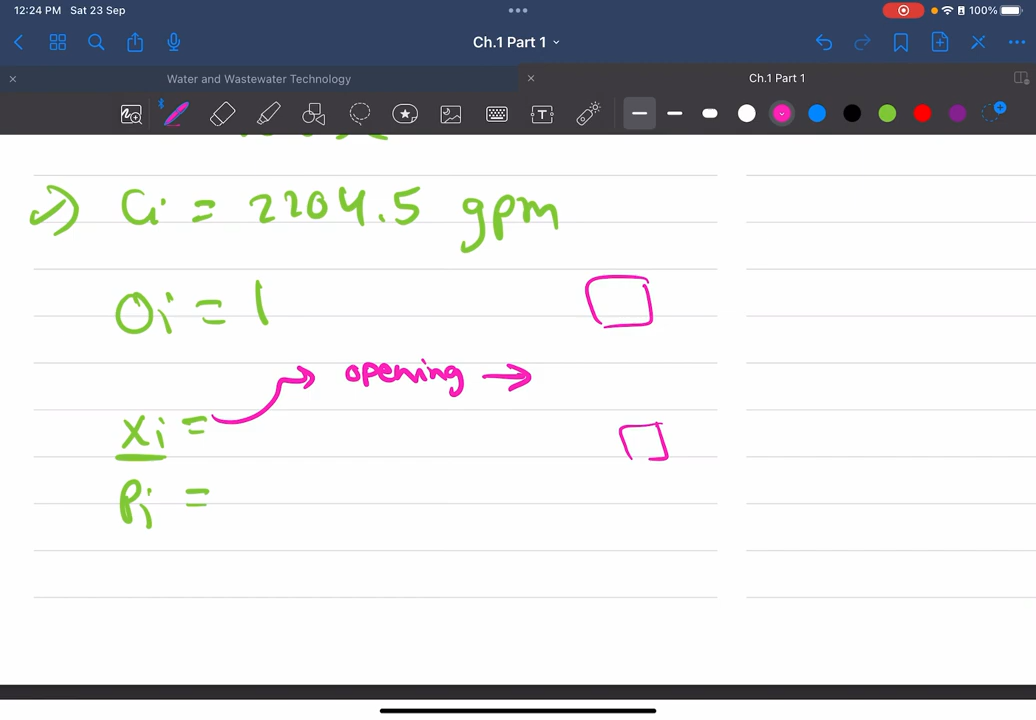 12:24 PM Sat 23 Sep
100%
Ch.1 Part 1
Water and Wastewater Technology
Ch.1 Part 1
Ci = 2204.5 gpm
Oi = 1
opening →
Xi =
Pi =